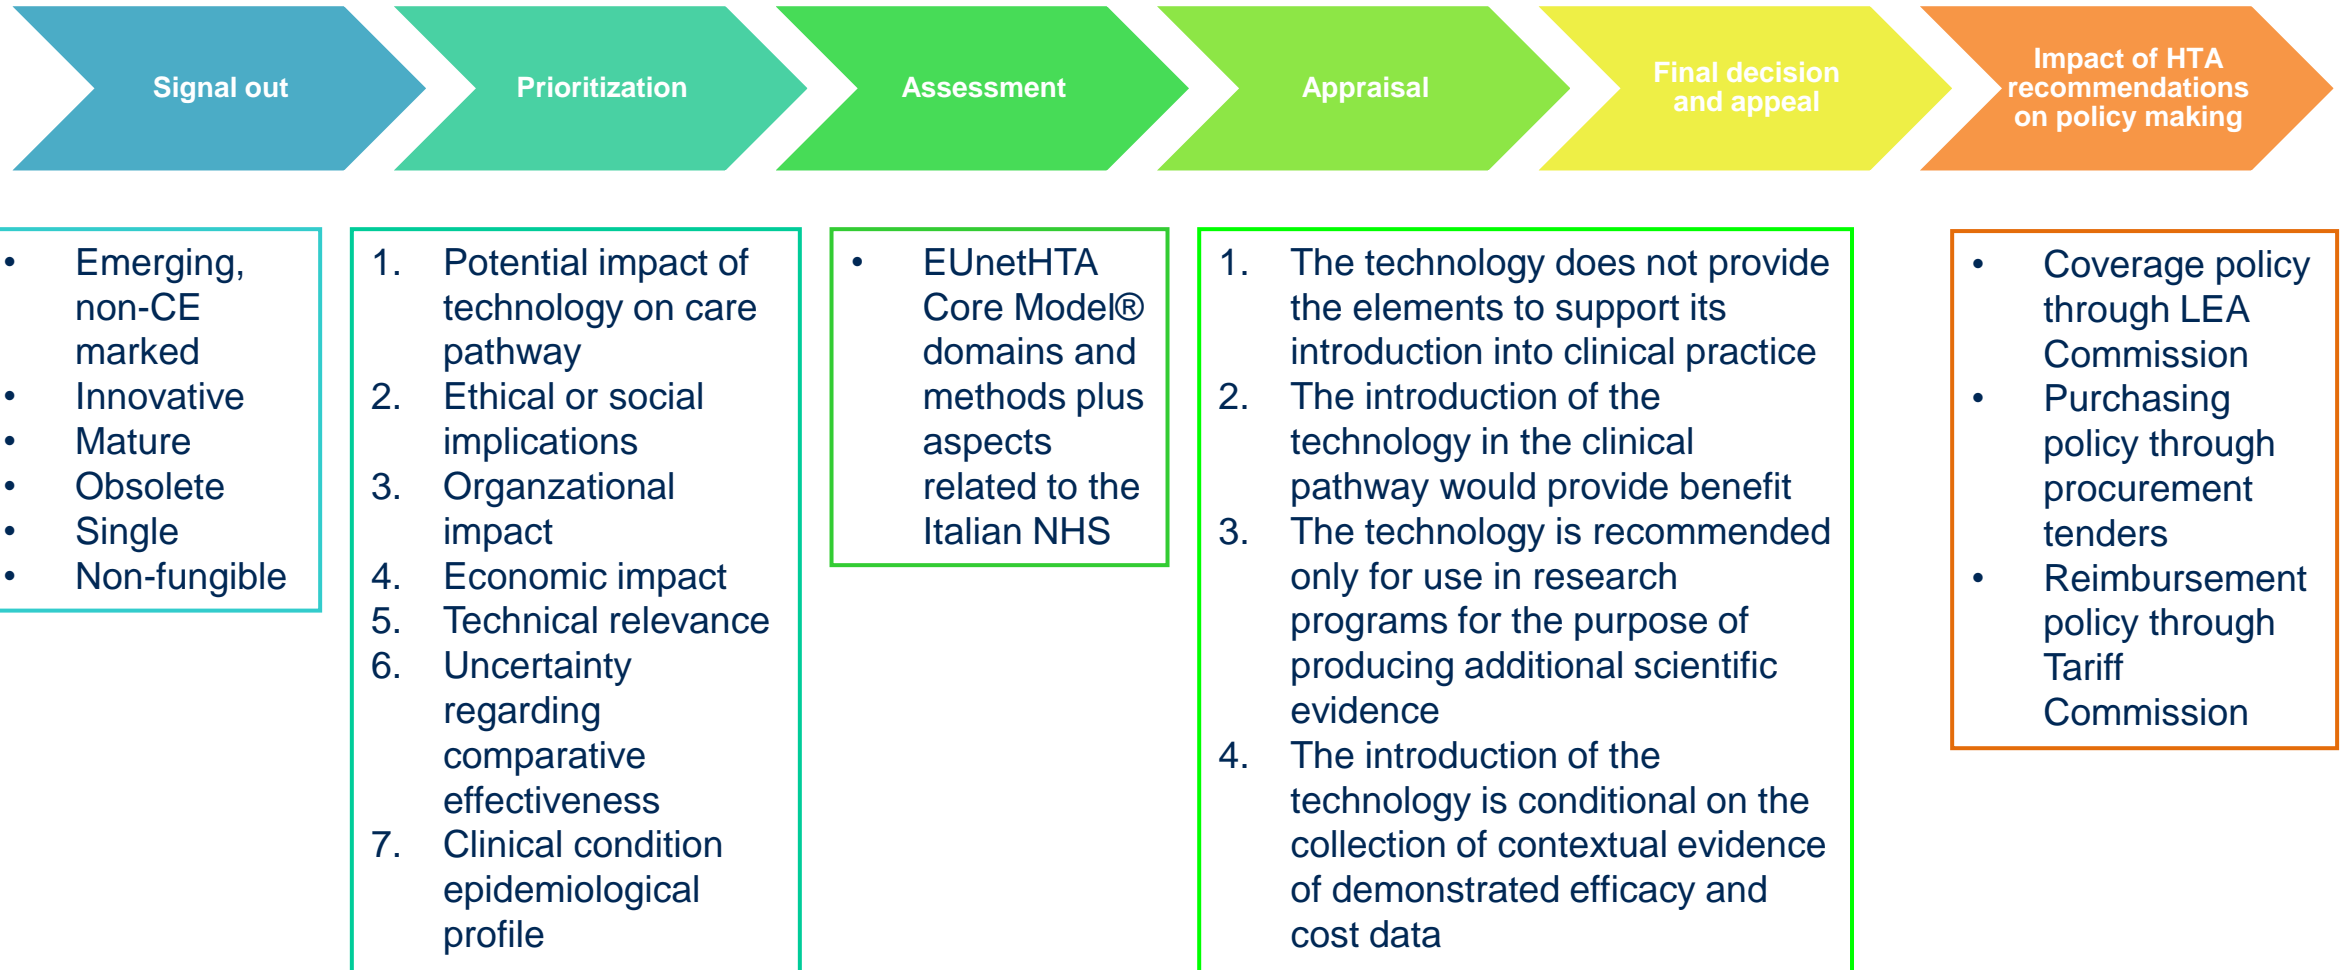 Signal out
Prioritization
Assessment
Appraisal
Final decision
and appeal
Impact of HTA
recommendations
on policy making
• Emerging,
non-CE
marked
• Innovative
• Mature
• Obsolete
• Single
• Non-fungible
1. Potential impact of
technology on care
pathway
2. Ethical or social
implications
3. Organzational
impact
4. Economic impact
5. Technical relevance
6. Uncertainty
regarding
comparative
effectiveness
7. Clinical condition
epidemiological
profile
• EUnetHTA
Core Model®
domains and
methods plus
aspects
related to the
Italian NHS
1. The technology does not provide
the elements to support its
introduction into clinical practice
2. The introduction of the
technology in the clinical
pathway would provide benefit
3. The technology is recommended
only for use in research
programs for the purpose of
producing additional scientific
evidence
4. The introduction of the
technology is conditional on the
collection of contextual evidence
of demonstrated efficacy and
cost data
• Coverage policy
through LEA
Commission
• Purchasing
policy through
procurement
tenders
• Reimbursement
policy through
Tariff
Commission